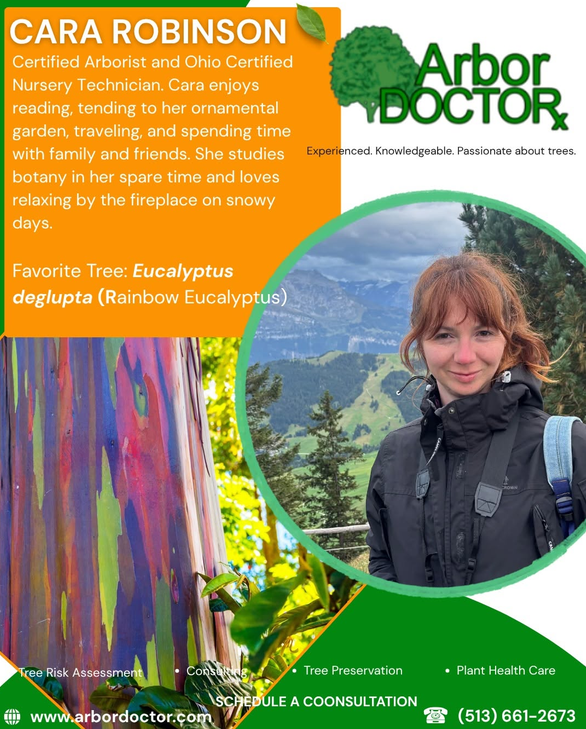 CARA ROBINSON
Certified Arborist and Ohio Certified
Nursery Technician. Cara enjoys
reading, tending to her ornamental
garden, traveling, and spending time
with family and friends. She studies
botany in her spare time and loves
relaxing by the fireplace on snowy
days.
Favorite Tree: Eucalyptus
deglupta (Rainbow Eucalyptus)
Arbor
DOCTORx
Experienced. Knowledgeable. Passionate about trees.
Tree Risk Assessment • Consulting • Tree Preservation • Plant Health Care
SCHEDULE A COONSULTATION
www.arbordoctor.com (513) 661-2673